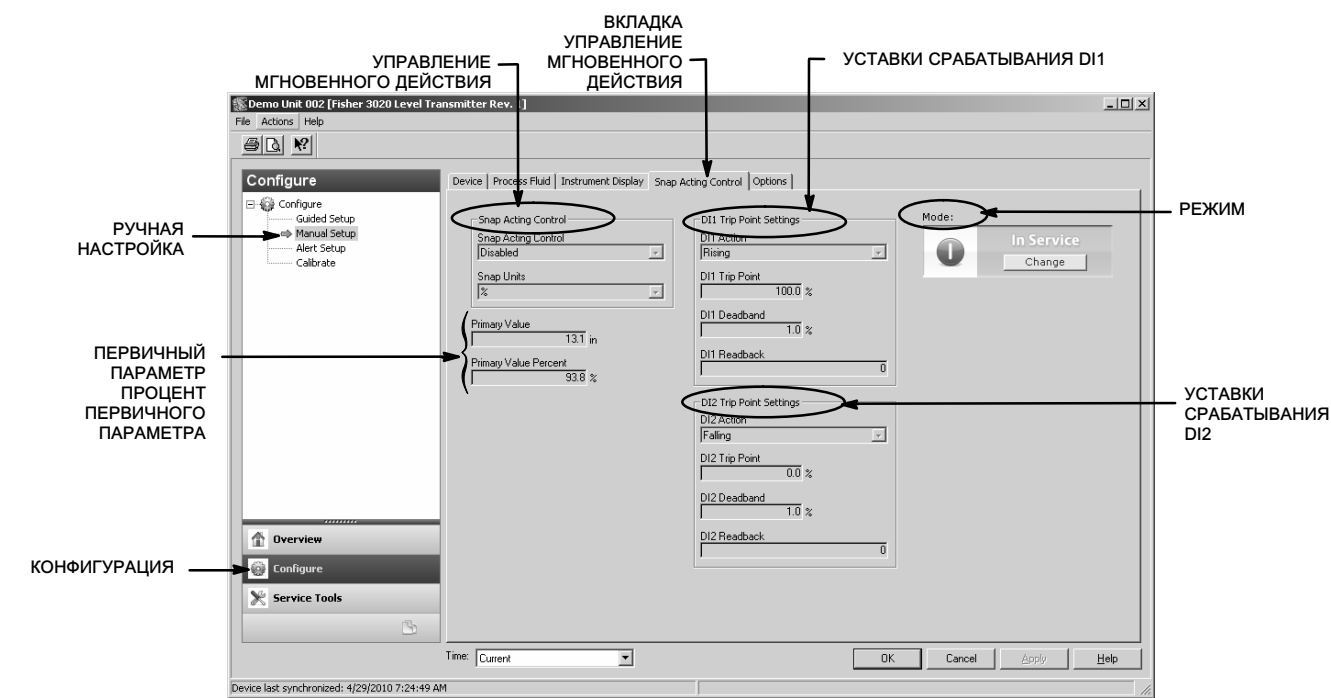 ВКЛАДКА
УПРАВЛЕНИЕ
МГНОВЕННОГО
ДЕЙСТВИЯ
УПРАВЛЕНИЕ
МГНОВЕННОГО ДЕЙСТВИЯ
УСТАВКИ СРАБАТЫВАНИЯ DI1
Demo Unit 002 [Fisher 3020 Level Transmitter Rev. ]
File Actions Help
Configure
Configure
Guided Setup
Manual Setup
Alert Setup
Calibrate
РУЧНАЯ
НАСТРОЙКА
Device Process Fluid Instrument Display Snap Acting Control Options
Snap Acting Control
Snap Acting Control
Disabled
Snap Units
%
Primary Value
13.1 in
Primary Value Percent
93.8 %
ПЕРВИЧНЫЙ
ПАРАМЕТР
ПРОЦЕНТ
ПЕРВИЧНОГО
ПАРАМЕТРА
DI1 Trip Point Settings
DI1 Action
Rising
DI1 Trip Point
100.0 %
DI1 Deadband
1.0 %
DI1 Readback
0
DI2 Trip Point Settings
DI2 Action
Falling
DI2 Trip Point
0.0 %
DI2 Deadband
1.0 %
DI2 Readback
0
Mode:
In Service
Change
РЕЖИМ
УСТАВКИ
СРАБАТЫВАНИЯ
DI2
Overview
Configure
Service Tools
КОНФИГУРАЦИЯ
Time: Current
OK Cancel Apply Help
Device last synchronized: 4/29/2010 7:24:49 AM